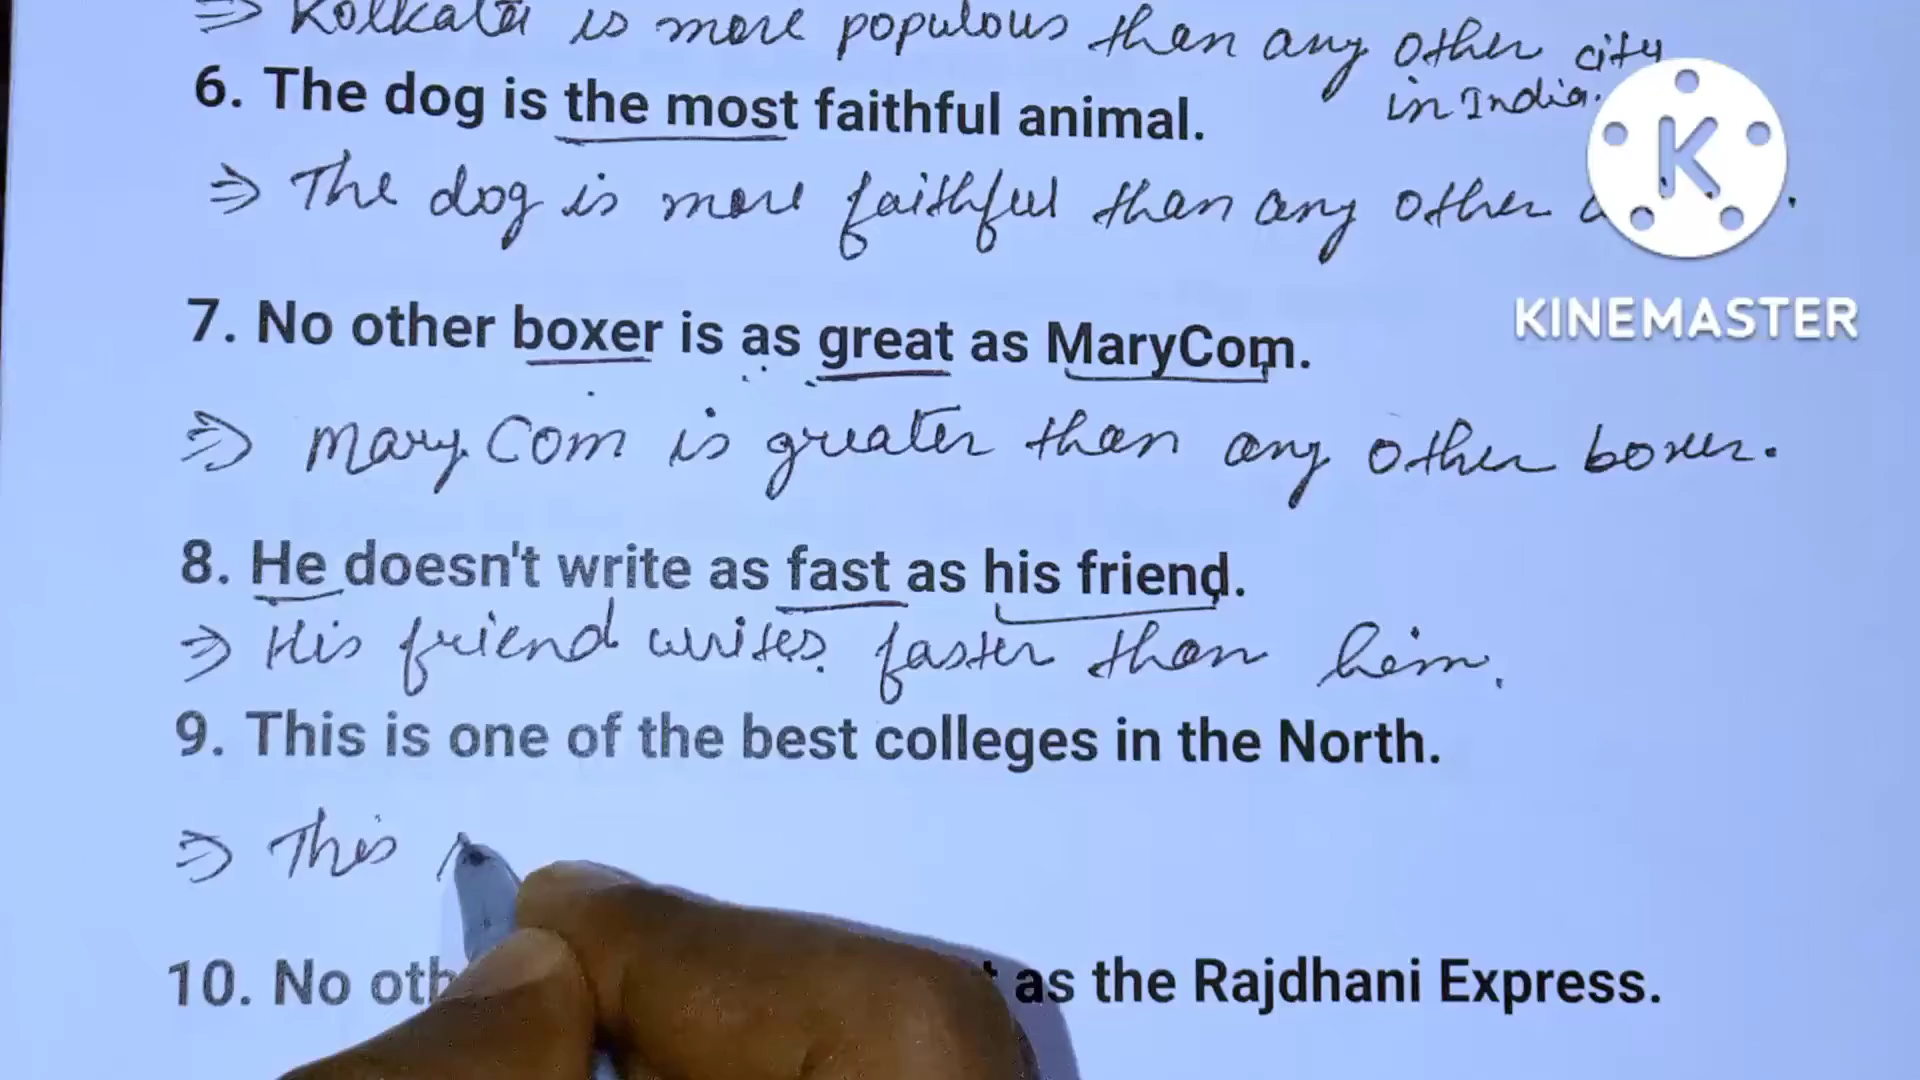 ⇒ Kolkata is more populous than any other city
in India.
6. The dog is the most faithful animal.
⇒ The dog is more faithful than any other
7. No other boxer is as great as MaryCom.
KINEMASTER
⇒ Mary Com is greater than any other boxer.
8. He doesn't write as fast as his friend.
⇒ His friend writes faster than him.
9. This is one of the best colleges in the North.
⇒ This
10. No as the Rajdhani Express.